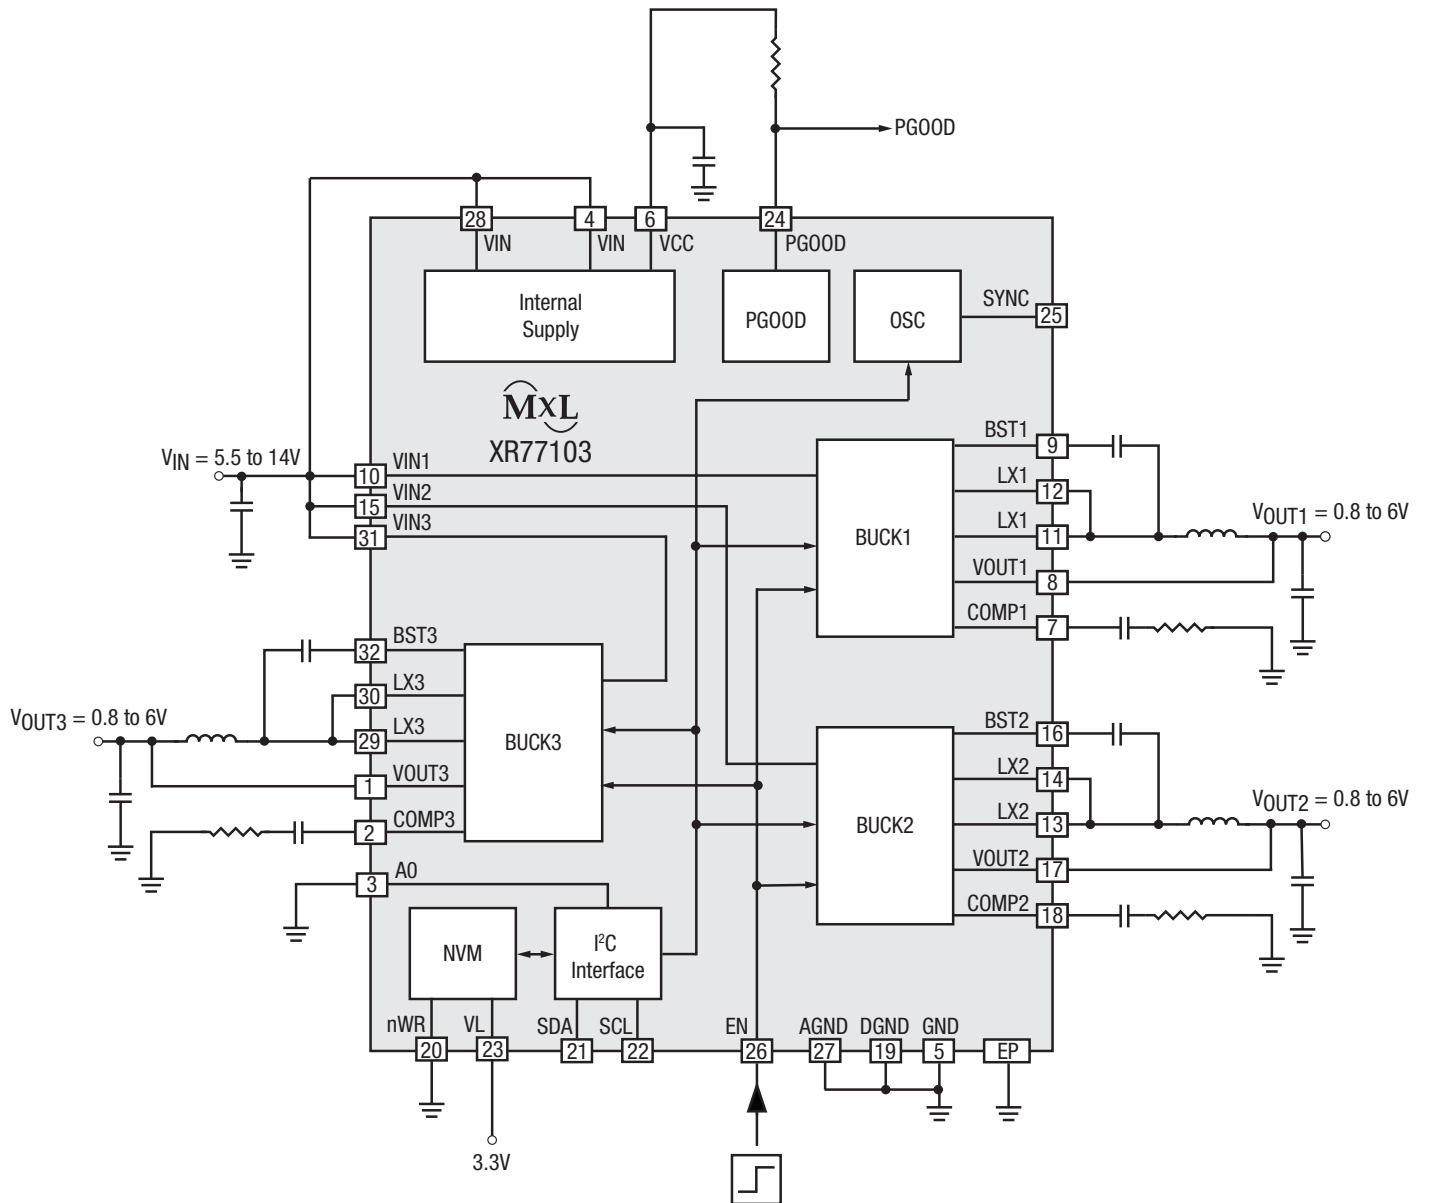 PGOOD
28
4
6
24
VIN
VIN
VCC
PGOOD
Internal
Supply
PGOOD
OSC
SYNC
25
MxL
XR77103
VIN = 5.5 to 14V
10
VIN1
15
VIN2
31
VIN3
BUCK1
BST1
9
LX1
12
LX1
11
VOUT1
8
COMP1
7
VOUT1 = 0.8 to 6V
32
BST3
30
LX3
29
LX3
1
VOUT3
2
COMP3
VOUT3 = 0.8 to 6V
BUCK3
BUCK2
BST2
16
LX2
14
LX2
13
VOUT2
17
COMP2
18
VOUT2 = 0.8 to 6V
3
A0
NVM
I²C
Interface
nWR
VL
SDA
SCL
EN
AGND
DGND
GND
20
23
21
22
26
27
19
5
EP
3.3V